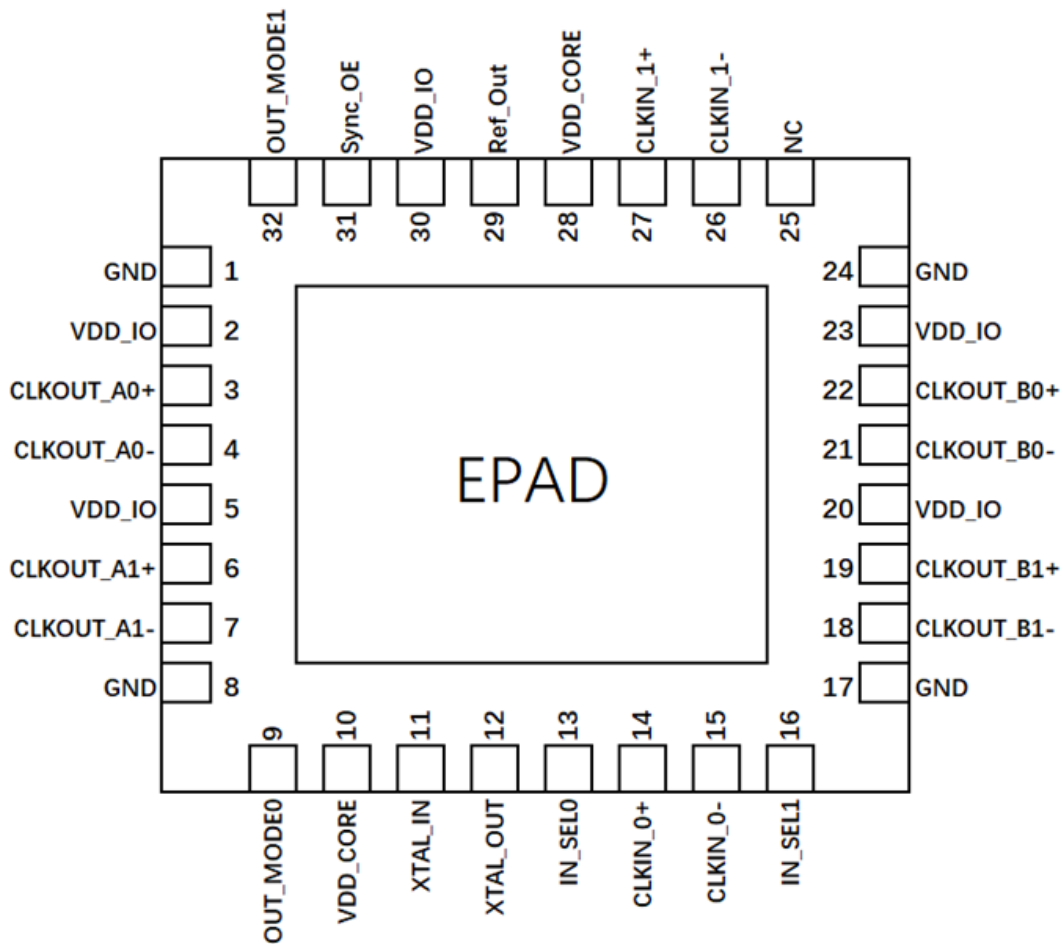 OUT_MODE1
Sync_OE
VDD_IO
Ref_Out
VDD_CORE
CLKIN_1+
CLKIN_1-
NC
32
31
30
29
28
27
26
25
GND 1
VDD_IO 2
CLKOUT_A0+ 3
CLKOUT_A0- 4
VDD_IO 5
CLKOUT_A1+ 6
CLKOUT_A1- 7
GND 8
EPAD
24 GND
23 VDD_IO
22 CLKOUT_B0+
21 CLKOUT_B0-
20 VDD_IO
19 CLKOUT_B1+
18 CLKOUT_B1-
17 GND
9
10
11
12
13
14
15
16
OUT_MODE0
VDD_CORE
XTAL_IN
XTAL_OUT
IN_SEL0
CLKIN_0+
CLKIN_0-
IN_SEL1